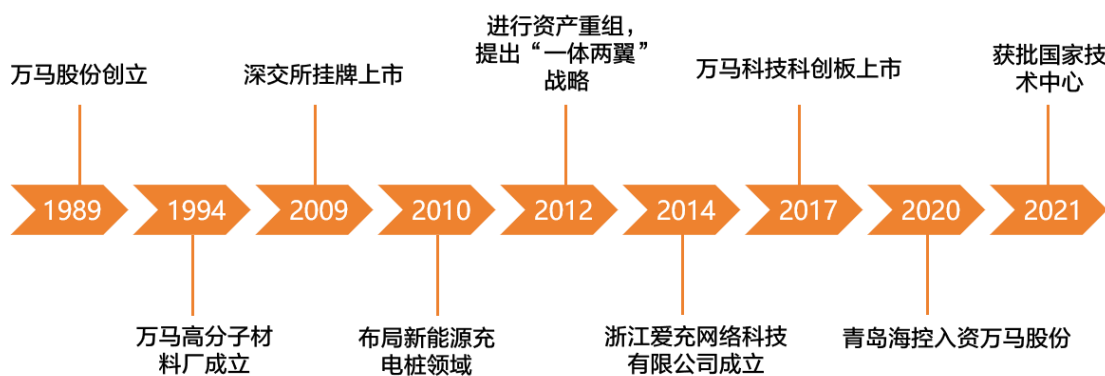 进行资产重组，
提出“一体两翼”
战略
万马股份创立
深交所挂牌上市
万马科技科创板上市
获批国家技
术中心
1989
1994
2009
2010
2012
2014
2017
2020
2021
万马高分子材
料厂成立
布局新能源充
电桩领域
浙江爱充网络科技
有限公司成立
青岛海控入资万马股份